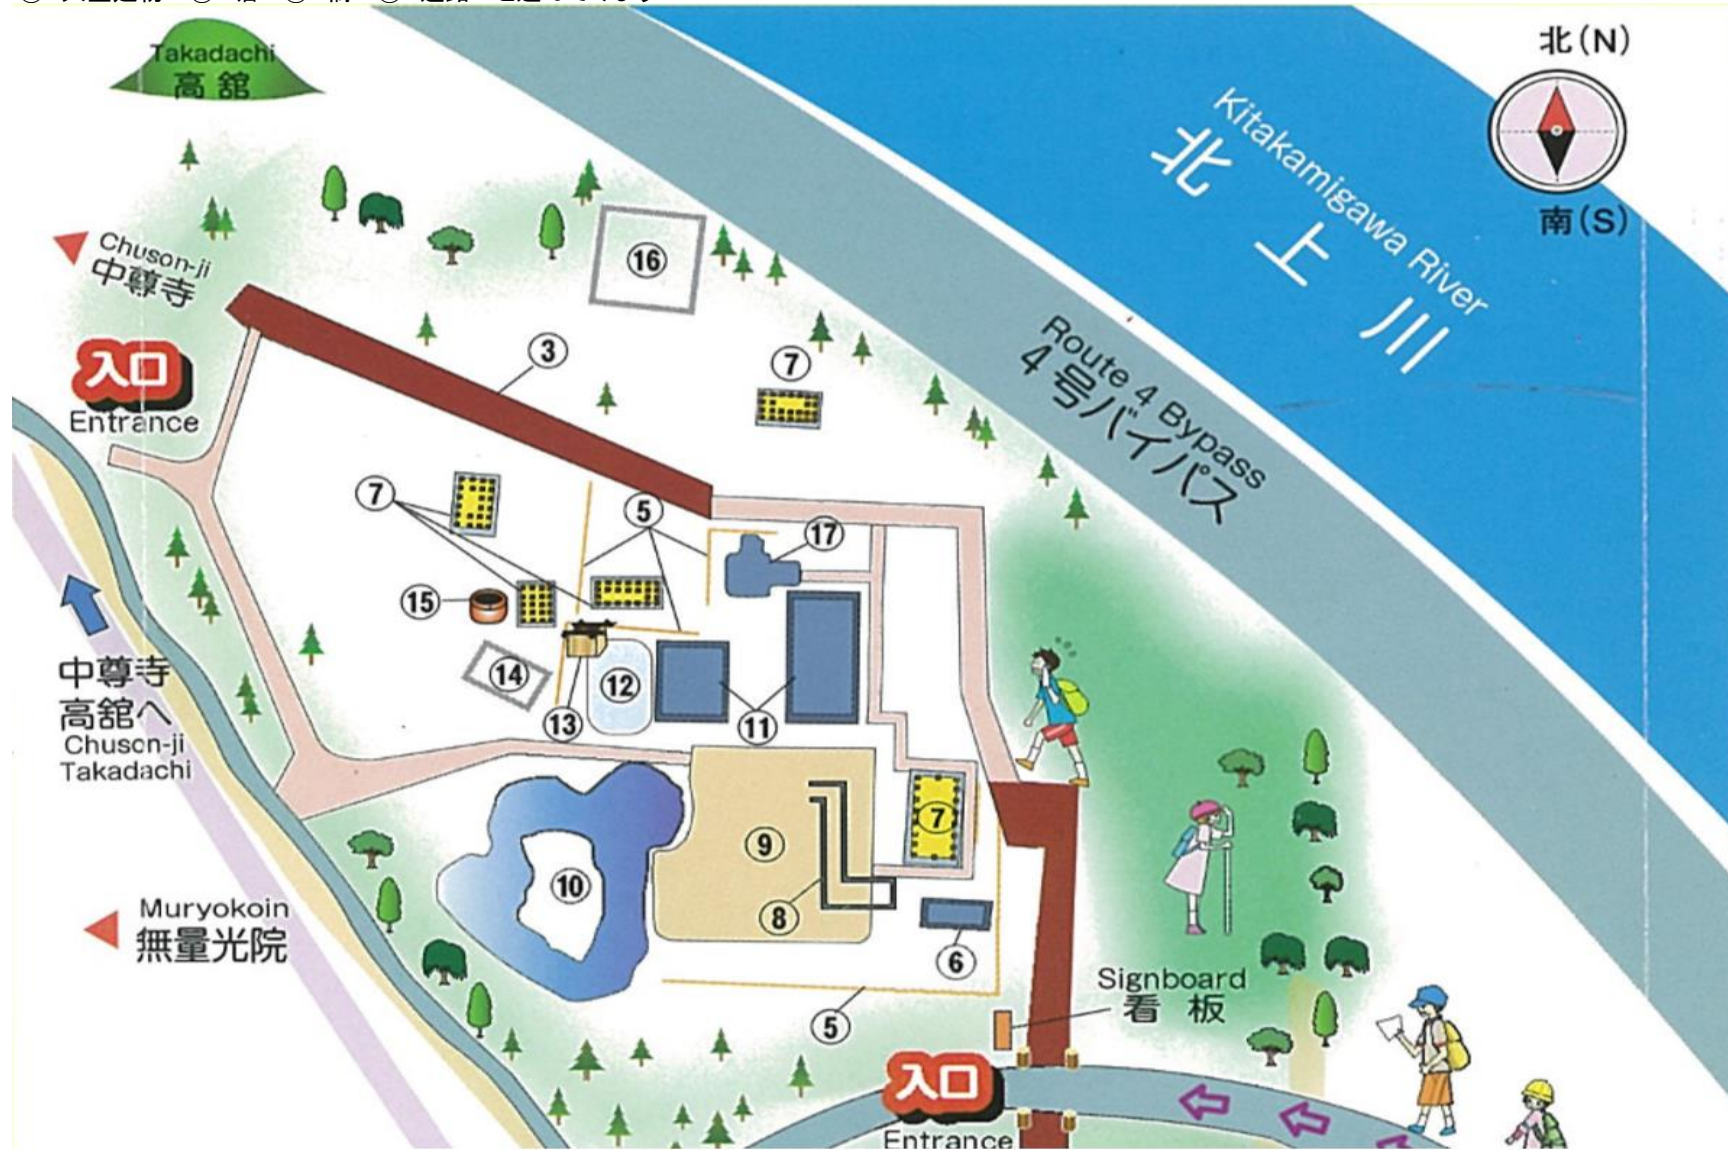 Takadachi
高舘
北(N)
南(S)
Kitakamigawa River
北上川
Chuson-ji
中尊寺
⑯
③
⑦
Route 4 Bypass
4号バイパス
入口
Entrance
⑦
⑤
⑰
⑮
⑭
⑫
⑬
⑪
中尊寺
高舘へ
Chuson-ji
Takadachi
⑦
⑨
⑩
⑧
Muryokoin
無量光院
⑥
Signboard
看板
⑤
入口
Entrance